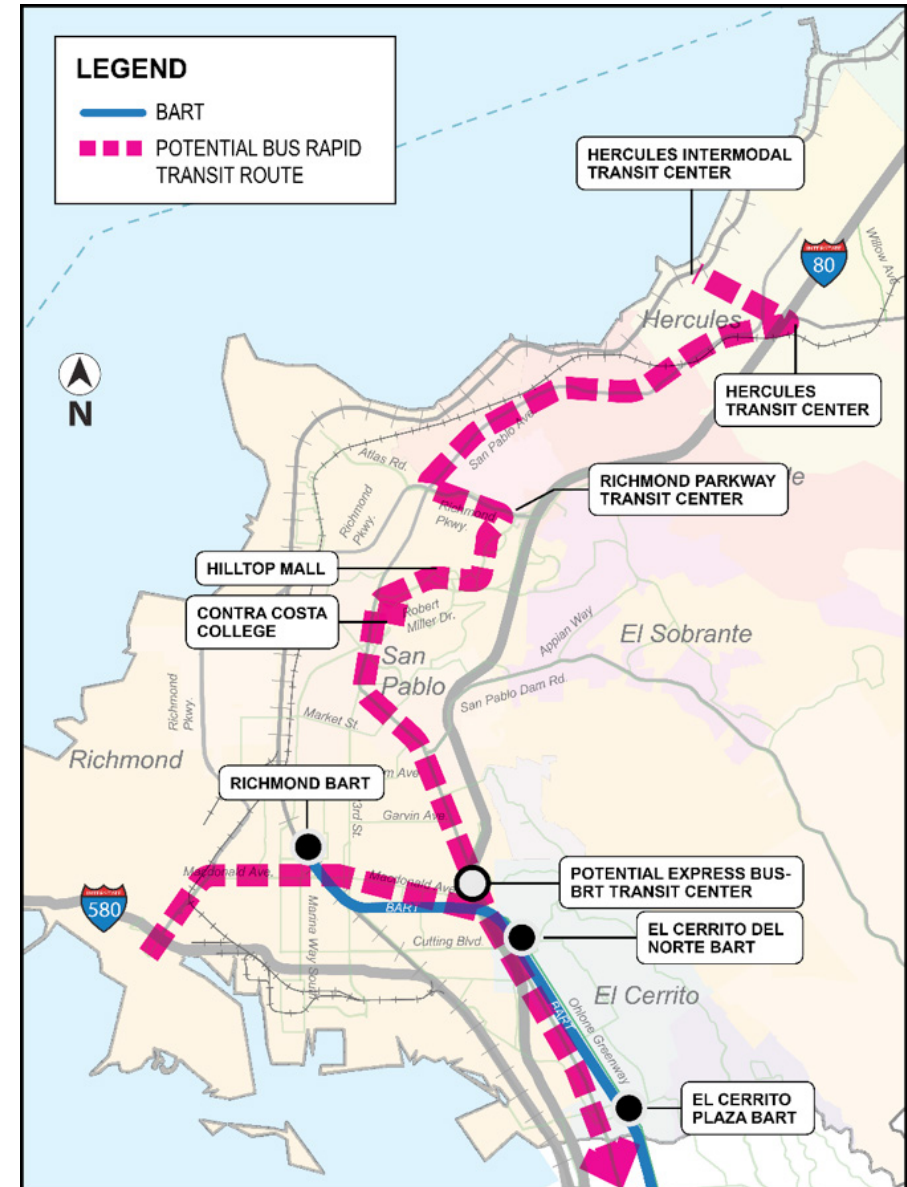 LEGEND
BART
POTENTIAL BUS RAPID
TRANSIT ROUTE
HERCULES INTERMODAL
TRANSIT CENTER
80
Willow Ave.
Hercules
N
HERCULES
TRANSIT CENTER
San Pablo Ave.
Atlas Rd.
RICHMOND PARKWAY
TRANSIT CENTER
Richmond
Pkwy.
Richmond
Pkwy.
HILLTOP MALL
CONTRA COSTA
COLLEGE
Robert
Miller Dr.
Appian Way
El Sobrante
San
Pablo
San Pablo Dam Rd.
Richmond
Pkwy.
Market St.
Richmond
RICHMOND BART
3rd St.
Garvin Ave.
Macdonald Ave.
Macdonald Ave.
POTENTIAL EXPRESS BUS-
BRT TRANSIT CENTER
580
BART
EL CERRITO DEL
NORTE BART
Cutting Blvd.
Marina Way South
El Cerrito
BART
Ohlone Greenway
EL CERRITO
PLAZA BART